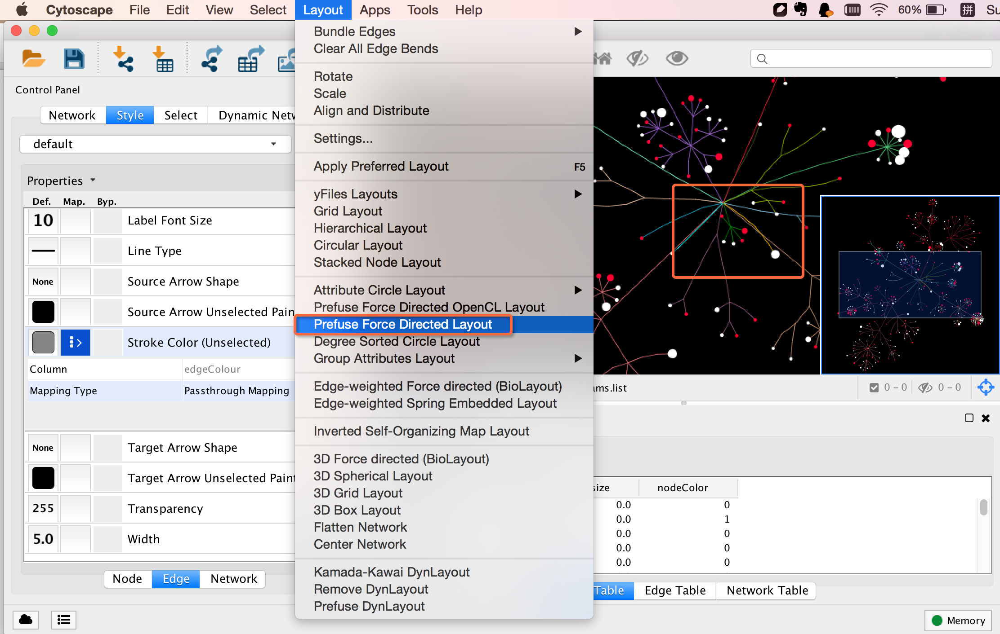 Cytoscape File Edit View Select Layout Apps Tools Help 60% 拼 Su
Bundle Edges
Clear All Edge Bends
Rotate
Scale
Align and Distribute
Settings...
Apply Preferred Layout F5
yFiles Layouts
Grid Layout
Hierarchical Layout
Circular Layout
Stacked Node Layout
Attribute Circle Layout
Prefuse Force Directed OpenCL Layout
Prefuse Force Directed Layout
Degree Sorted Circle Layout
Group Attributes Layout
Edge-weighted Force directed (BioLayout)
Edge-weighted Spring Embedded Layout
Inverted Self-Organizing Map Layout
3D Force directed (BioLayout)
3D Spherical Layout
3D Grid Layout
3D Box Layout
Flatten Network
Center Network
Kamada-Kawai DynLayout
Remove DynLayout
Prefuse DynLayout
Control Panel
Network Style Select Dynamic Netw
default
Properties
Def. Map. Byp.
10 Label Font Size
Line Type
None Source Arrow Shape
Source Arrow Unselected Pain
Stroke Color (Unselected)
Column edgeColour
Mapping Type Passthrough Mapping
None Target Arrow Shape
Target Arrow Unselected Paint
255 Transparency
5.0 Width
Node Edge Network
ams.list 0 - 0 0 - 0
size nodeColor
0.0 0
0.0 1
0.0 0
0.0 0
0.0 0
Table Edge Table Network Table
Memory